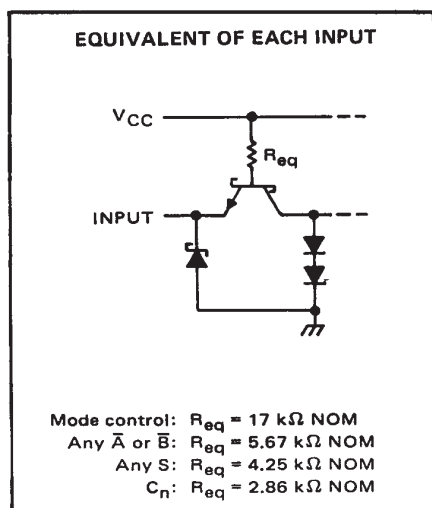 EQUIVALENT OF EACH INPUT
VCC
Req
INPUT
Mode control: Req = 17 kΩ NOM
Any A̅ or B̅: Req = 5.67 kΩ NOM
Any S: Req = 4.25 kΩ NOM
Cn: Req = 2.86 kΩ NOM